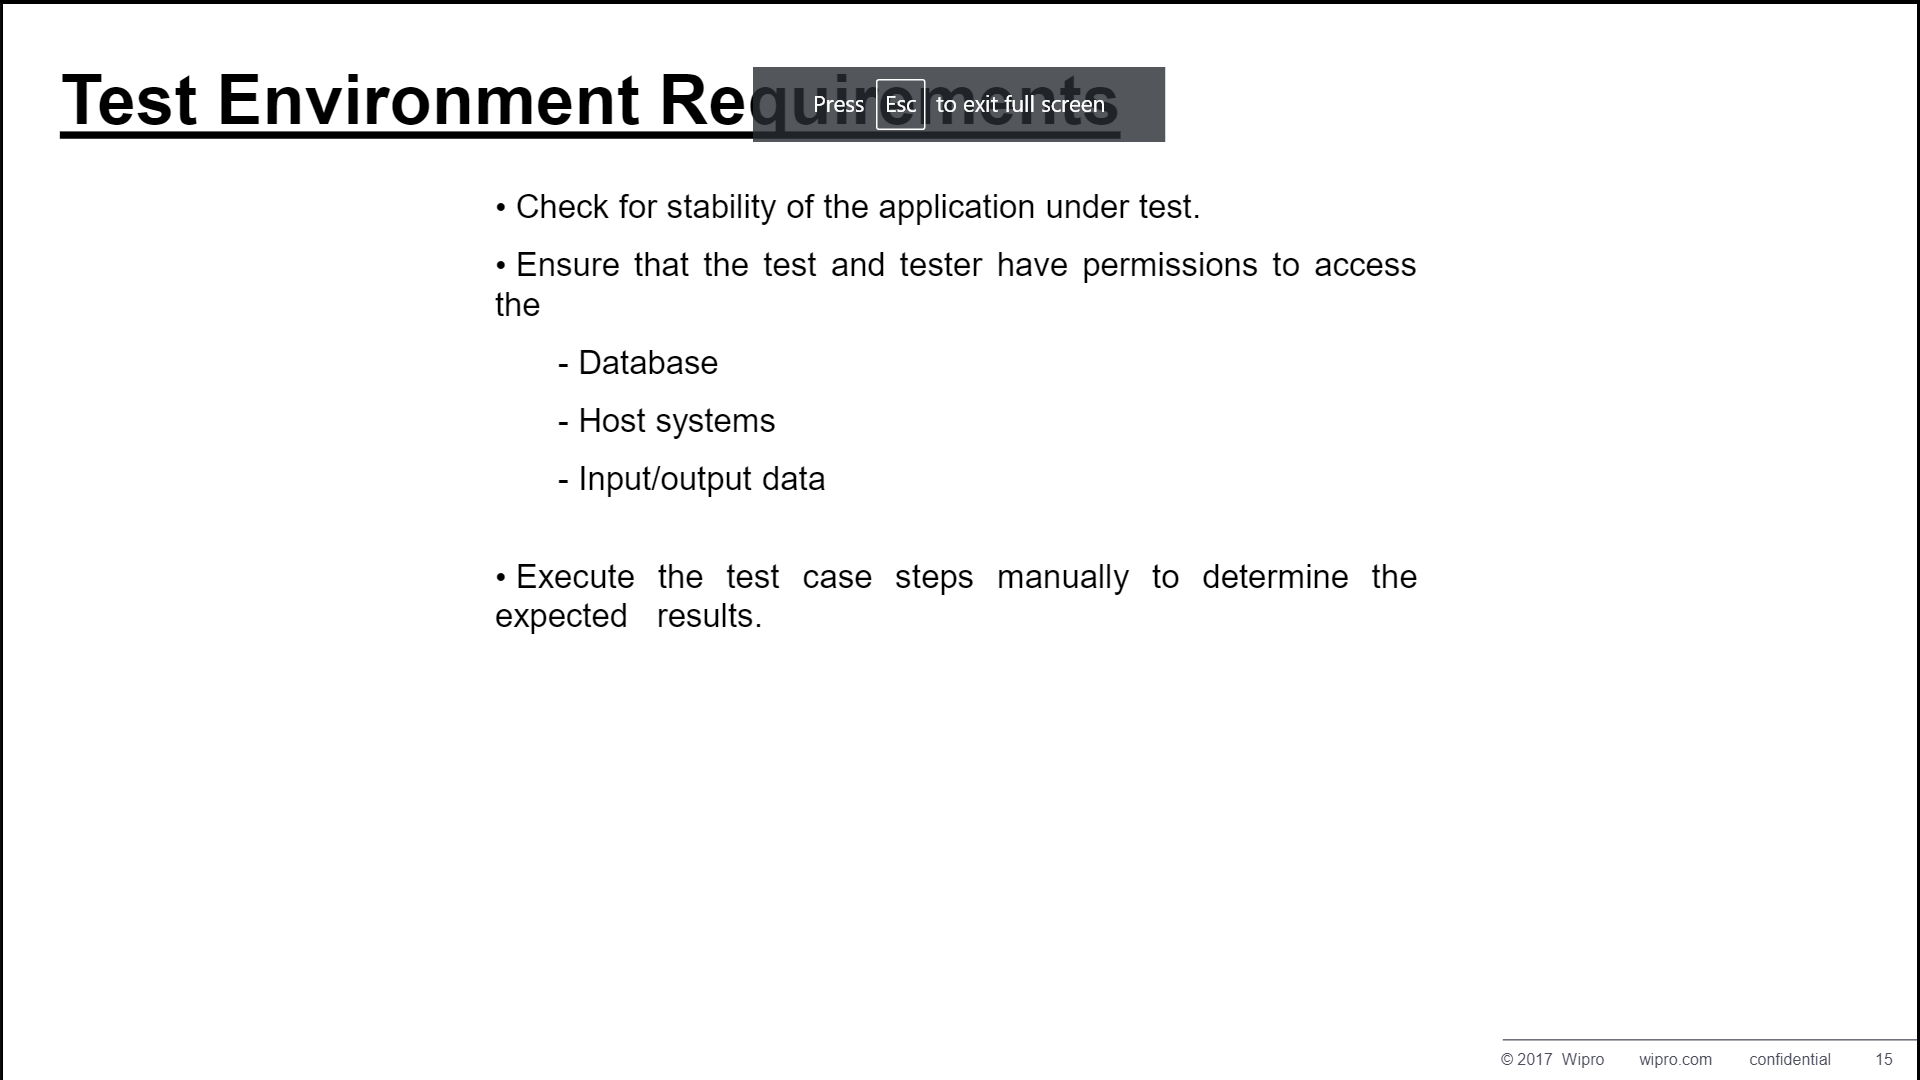 Test Environment Requirements
Press Esc to exit full screen
• Check for stability of the application under test.
• Ensure that the test and tester have permissions to access
the
- Database
- Host systems
- Input/output data
• Execute the test case steps manually to determine the
expected results.
© 2017 Wipro wipro.com confidential 15